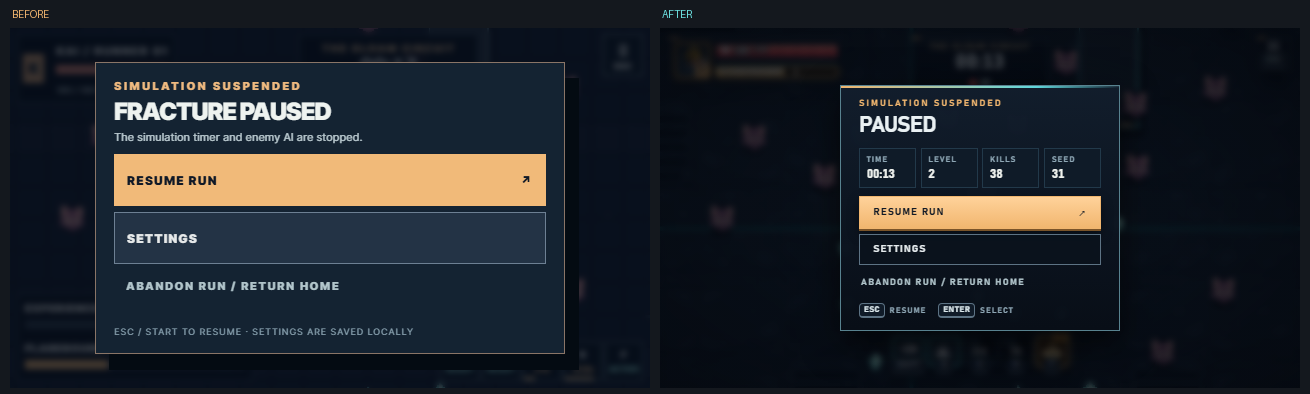 BEFORE
SIMULATION SUSPENDED
FRACTURE PAUSED
The simulation timer and enemy AI are stopped.
RESUME RUN ↗
SETTINGS
ABANDON RUN / RETURN HOME
ESC / START TO RESUME · SETTINGS ARE SAVED LOCALLY
AFTER
00:13
SIMULATION SUSPENDED
PAUSED
TIME LEVEL KILLS SEED
00:13 2 38 31
RESUME RUN ↗
SETTINGS
ABANDON RUN / RETURN HOME
ESC RESUME ENTER SELECT